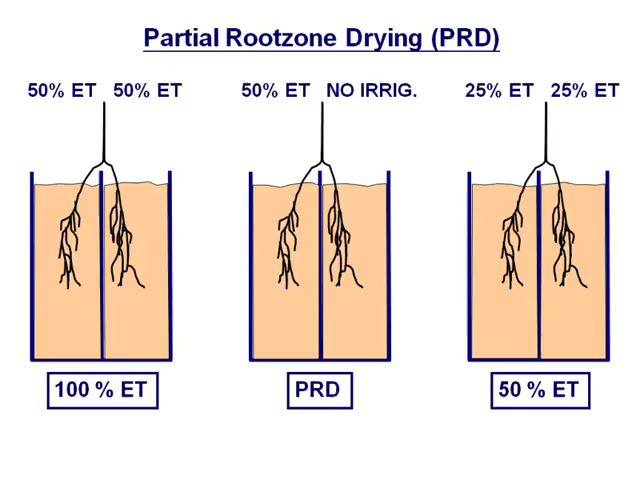 Partial Rootzone Drying (PRD)
50% ET 50% ET 50% ET NO IRRIG. 25% ET 25% ET
100 % ET PRD 50 % ET